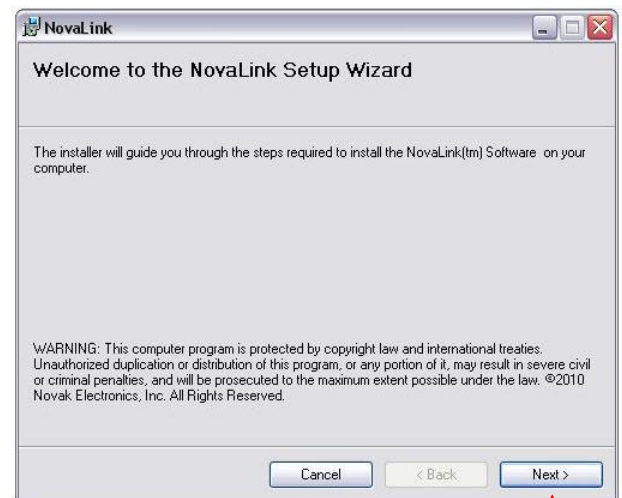 NovaLink
Welcome to the NovaLink Setup Wizard
The installer will guide you through the steps required to install the NovaLink(tm) Software on your
computer.
WARNING: This computer program is protected by copyright law and international treaties.
Unauthorized duplication or distribution of this program, or any portion of it, may result in severe civil
or criminal penalties, and will be prosecuted to the maximum extent possible under the law. ©2010
Novak Electronics, Inc. All Rights Reserved.
Cancel < Back Next >